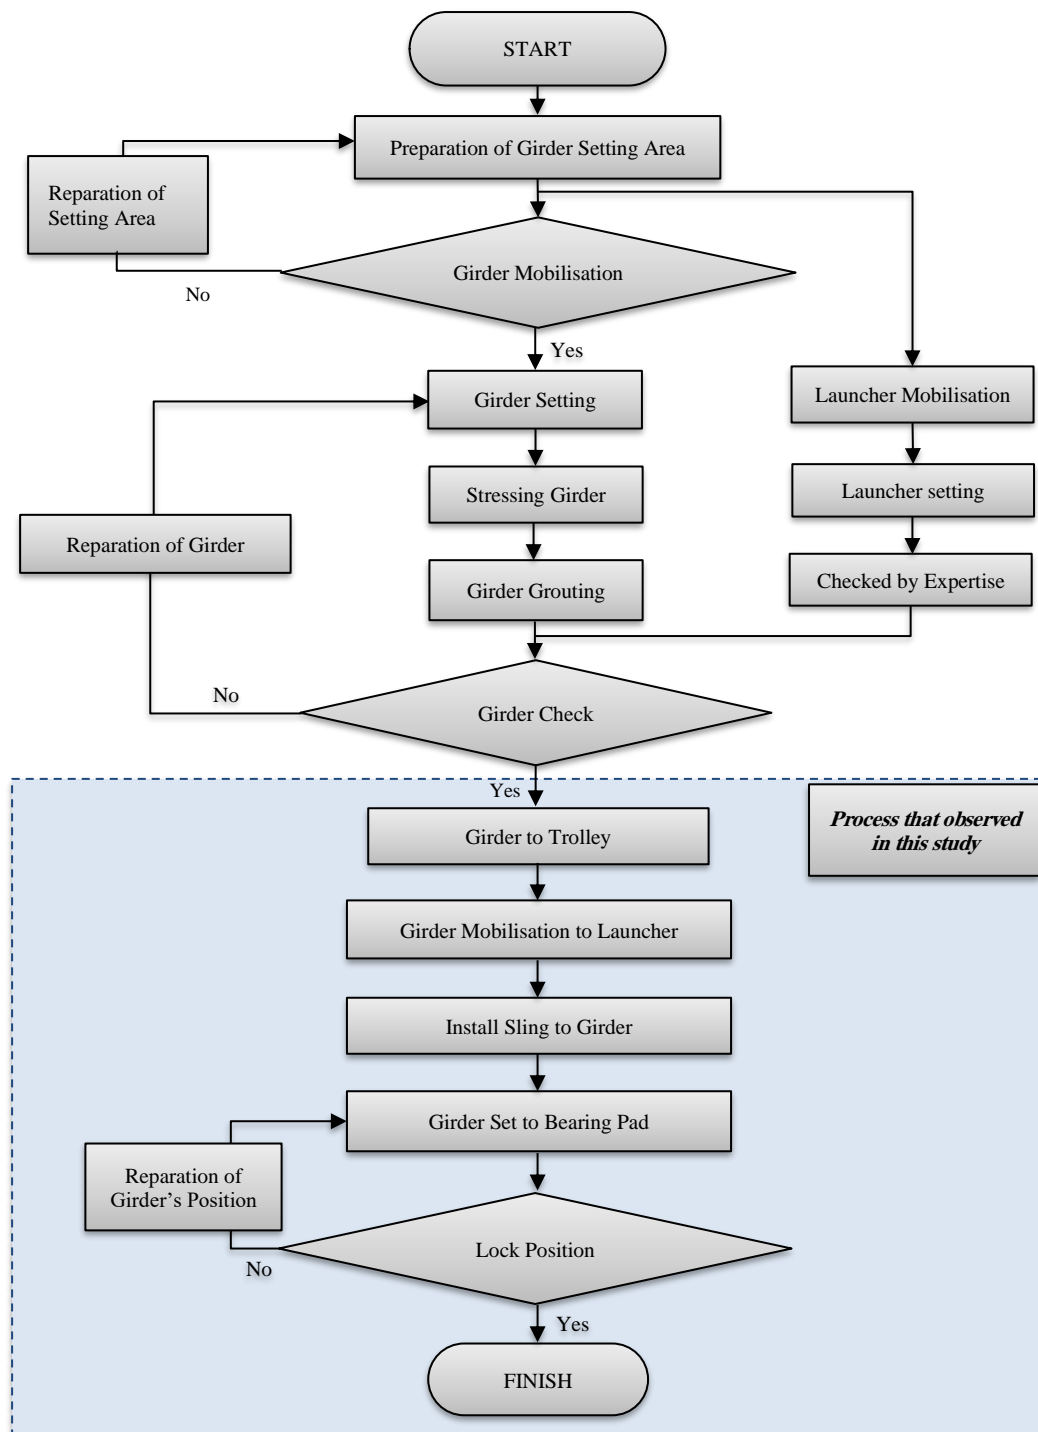 START
Preparation of Girder Setting Area
Reparation of
Setting Area
Girder Mobilisation
No
Yes
Girder Setting
Launcher Mobilisation
Stressing Girder
Launcher setting
Reparation of Girder
Girder Grouting
Checked by Expertise
No
Girder Check
Yes
Girder to Trolley
Process that observed
in this study
Girder Mobilisation to Launcher
Install Sling to Girder
Girder Set to Bearing Pad
Reparation of
Girder’s Position
Lock Position
No
Yes
FINISH